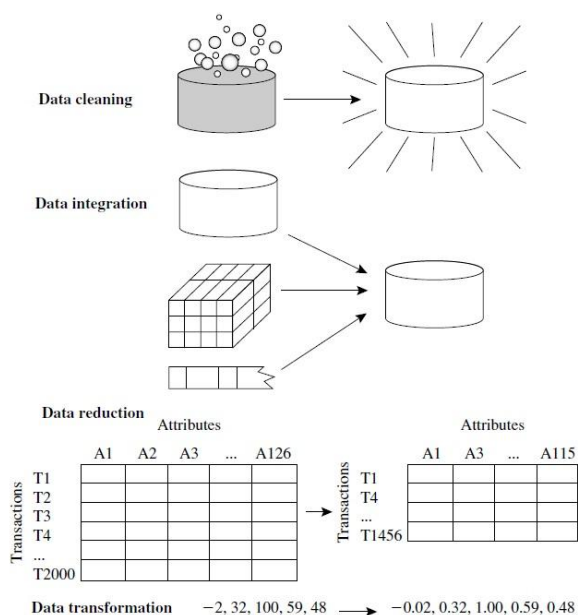 Data cleaning
Data integration
Data reduction
Attributes
Attributes
A1 A2 A3 ... A126
A1 A3 ... A115
Transactions
T1
T2
T3
T4
...
T2000
Transactions
T1
T4
...
T1456
Data transformation −2, 32, 100, 59, 48 −0.02, 0.32, 1.00, 0.59, 0.48